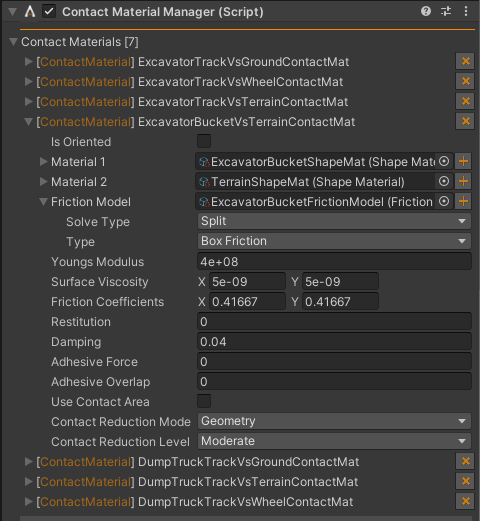 Contact Material Manager (Script)
Contact Materials [7]
[ContactMaterial] ExcavatorTrackVsGroundContactMat
[ContactMaterial] ExcavatorTrackVsWheelContactMat
[ContactMaterial] ExcavatorTrackVsTerrainContactMat
[ContactMaterial] ExcavatorBucketVsTerrainContactMat
Is Oriented
Material 1 ExcavatorBucketShapeMat (Shape Mate
Material 2 TerrainShapeMat (Shape Material)
Friction Model ExcavatorBucketFrictionModel (Friction
Solve Type Split
Type Box Friction
Youngs Modulus 4e+08
Surface Viscosity X 5e-09 Y 5e-09
Friction Coefficients X 0.41667 Y 0.41667
Restitution 0
Damping 0.04
Adhesive Force 0
Adhesive Overlap 0
Use Contact Area
Contact Reduction Mode Geometry
Contact Reduction Level Moderate
[ContactMaterial] DumpTruckTrackVsGroundContactMat
[ContactMaterial] DumpTruckTrackVsTerrainContactMat
[ContactMaterial] DumpTruckTrackVsWheelContactMat